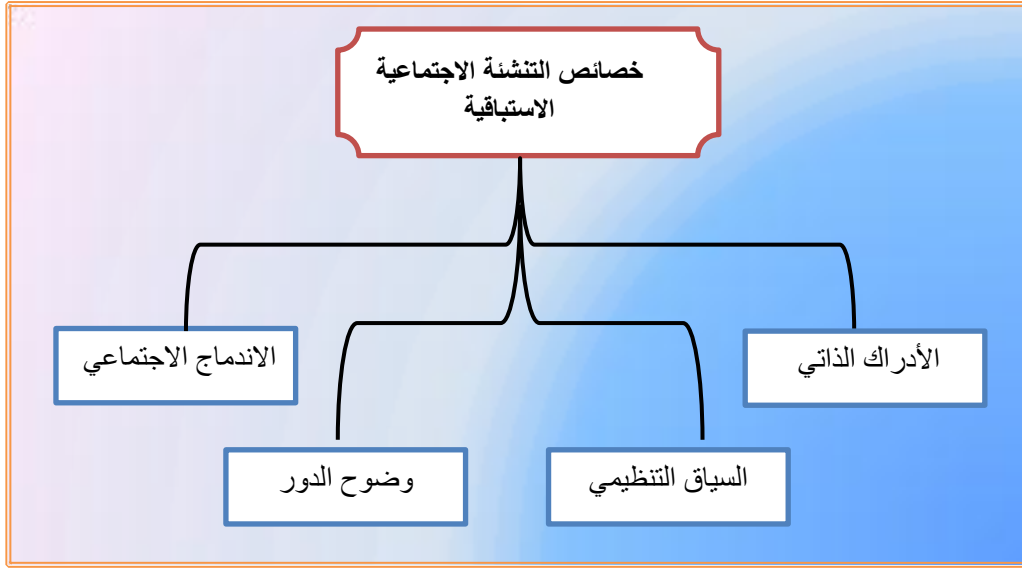 خصائص التنشئة الاجتماعية
الاستباقية
الأدراك الذاتي
الاندماج الاجتماعي
السياق التنظيمي
وضوح الدور